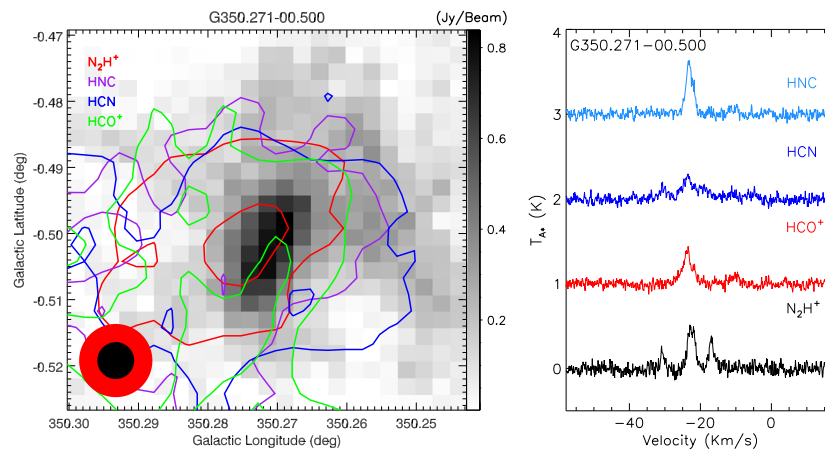 G350.271-00.500
(Jy/Beam)
N₂H⁺
HNC
HCN
HCO⁺
-0.47
-0.48
-0.49
-0.50
-0.51
-0.52
Galactic Latitude (deg)
350.30
350.29
350.28
350.27
350.26
350.25
Galactic Longitude (deg)
0.8
0.6
0.4
0.2
G350.271−00.500
HNC
HCN
HCO⁺
N₂H⁺
4
3
2
1
0
T_A* (K)
−40
−20
0
Velocity (Km/s)